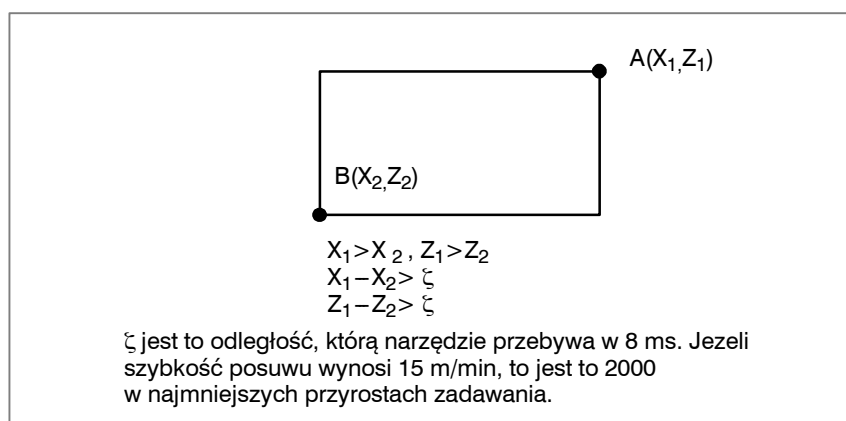 A(X₁,Z₁)
B(X₂,Z₂)
X₁>X ₂ , Z₁>Z₂
X₁−X₂> ζ
Z₁−Z₂> ζ
ζ jest to odległość, którą narzędzie przebywa w 8 ms. Jezeli
szybkość posuwu wynosi 15 m/min, to jest to 2000
w najmniejszych przyrostach zadawania.